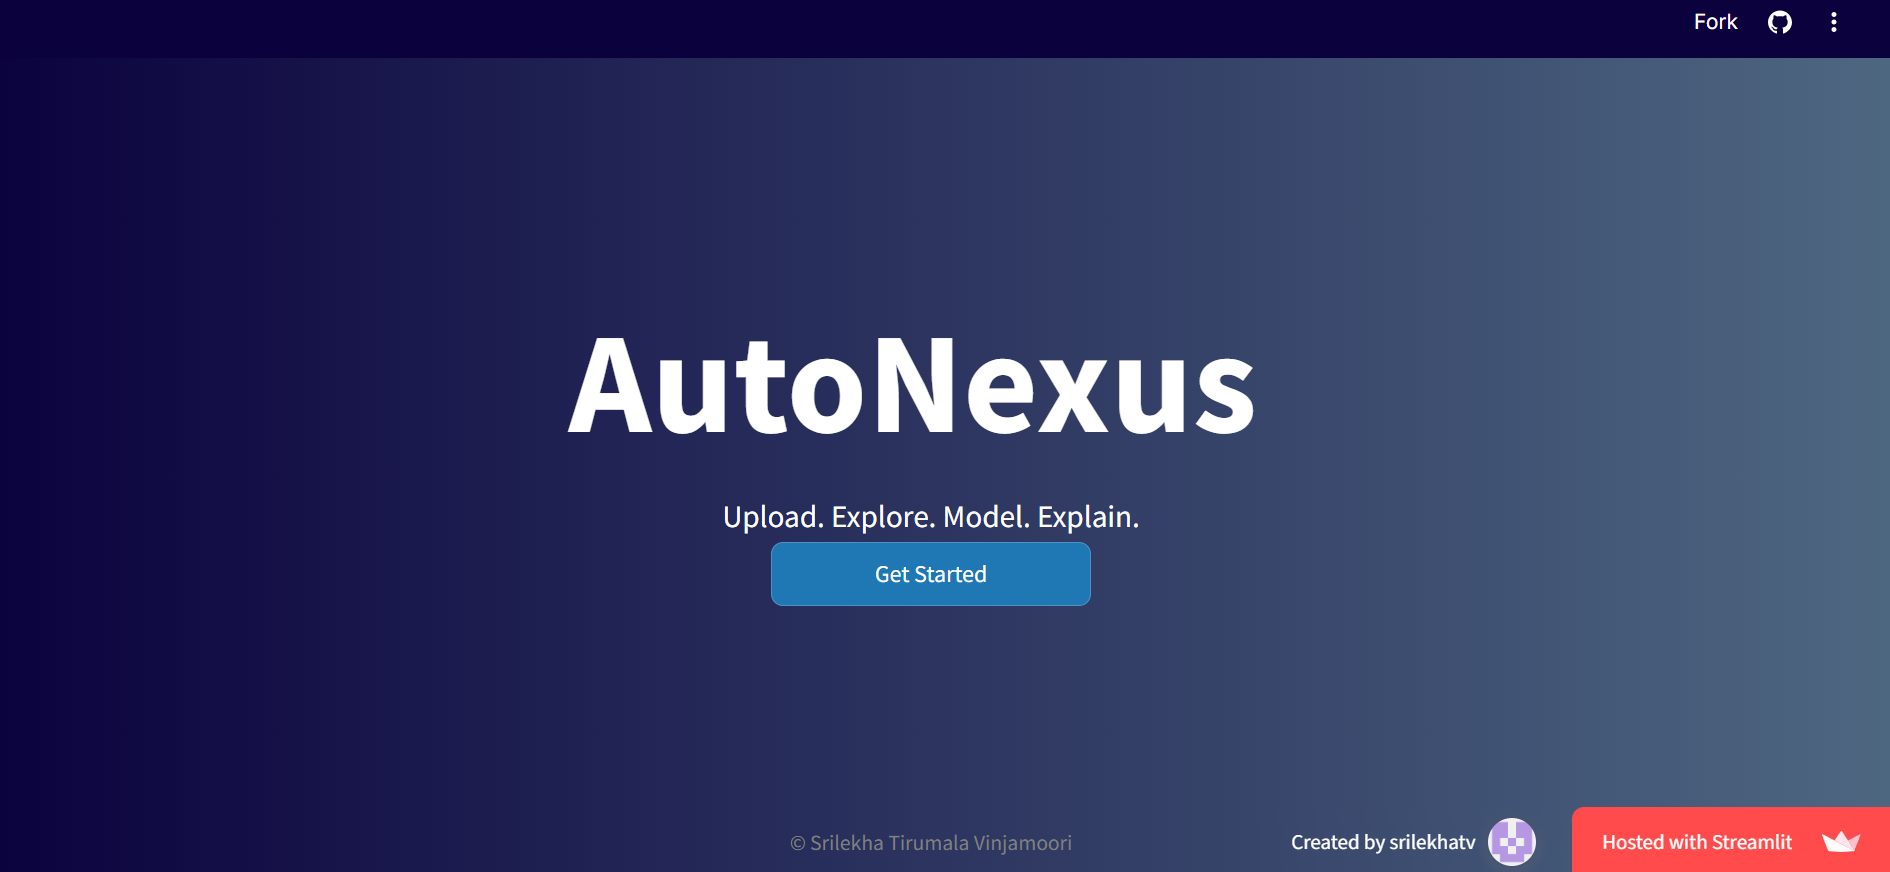 Fork
AutoNexus
Upload. Explore. Model. Explain.
Get Started
© Srilekha Tirumala Vinjamoori
Created by srilekhatv
Hosted with Streamlit